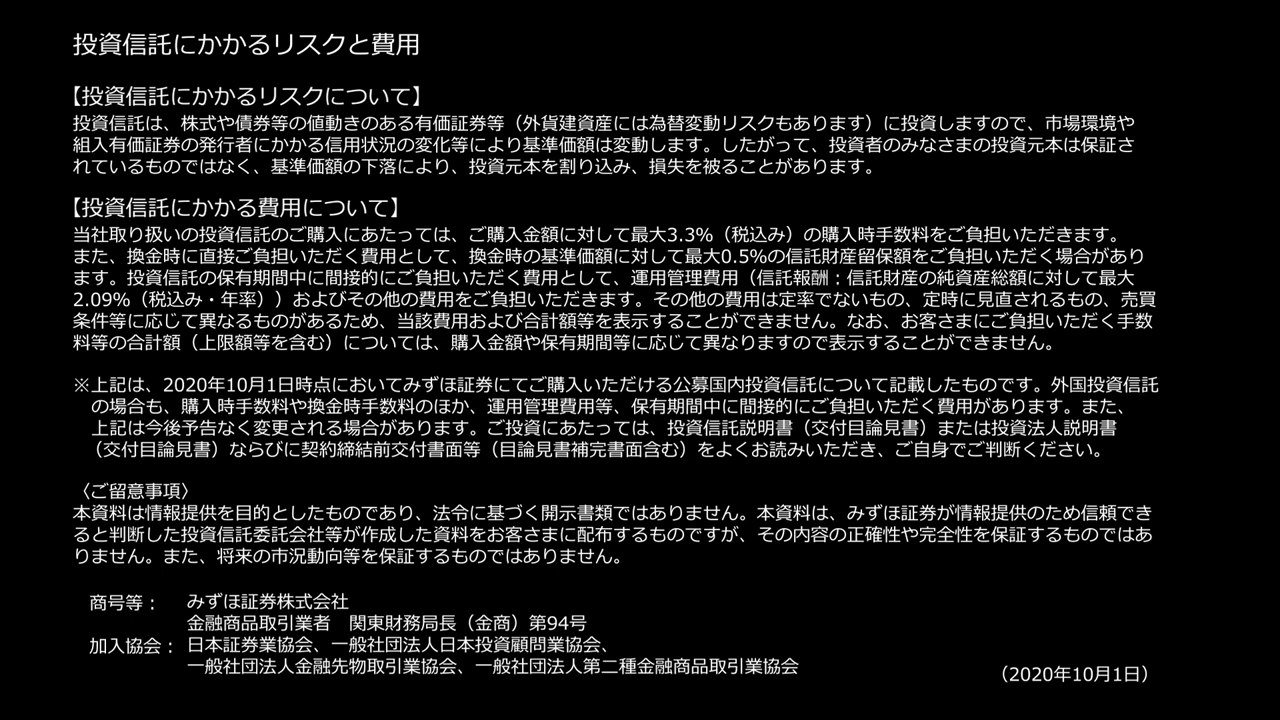 投資信託にかかるリスクと費用
【投資信託にかかるリスクについて】
投資信託は、株式や債券等の値動きのある有価証券等（外貨建資産には為替変動リスクもあります）に投資しますので、市場環境や
組入有価証券の発行者にかかる信用状況の変化等により基準価額は変動します。したがって、投資者のみなさまの投資元本は保証さ
れているものではなく、基準価額の下落により、投資元本を割り込み、損失を被ることがあります。
【投資信託にかかる費用について】
当社取り扱いの投資信託のご購入にあたっては、ご購入金額に対して最大3.3%（税込み）の購入時手数料をご負担いただきます。
また、換金時に直接ご負担いただく費用として、換金時の基準価額に対して最大0.5%の信託財産留保額をご負担いただく場合があり
ます。投資信託の保有期間中に間接的にご負担いただく費用として、運用管理費用（信託報酬：信託財産の純資産総額に対して最大
2.09%（税込み・年率））およびその他の費用をご負担いただきます。その他の費用は定率でないもの、定時に見直されるもの、売買
条件等に応じて異なるものがあるため、当該費用および合計額等を表示することができません。なお、お客さまにご負担いただく手数
料等の合計額（上限額等を含む）については、購入金額や保有期間等に応じて異なりますので表示することができません。
※上記は、2020年10月1日時点においてみずほ証券にてご購入いただける公募国内投資信託について記載したものです。外国投資信託
の場合も、購入時手数料や換金時手数料のほか、運用管理費用等、保有期間中に間接的にご負担いただく費用があります。また、
上記は今後予告なく変更される場合があります。ご投資にあたっては、投資信託説明書（交付目論見書）または投資法人説明書
（交付目論見書）ならびに契約締結前交付書面等（目論見書補完書面含む）をよくお読みいただき、ご自身でご判断ください。
〈ご留意事項〉
本資料は情報提供を目的としたものであり、法令に基づく開示書類ではありません。本資料は、みずほ証券が情報提供のため信頼でき
ると判断した投資信託委託会社等が作成した資料をお客さまに配布するものですが、その内容の正確性や完全性を保証するものではあ
りません。また、将来の市況動向等を保証するものではありません。
商号等： みずほ証券株式会社
金融商品取引業者 関東財務局長（金商）第94号
加入協会： 日本証券業協会、一般社団法人日本投資顧問業協会、
一般社団法人金融先物取引業協会、一般社団法人第二種金融商品取引業協会
（2020年10月1日）